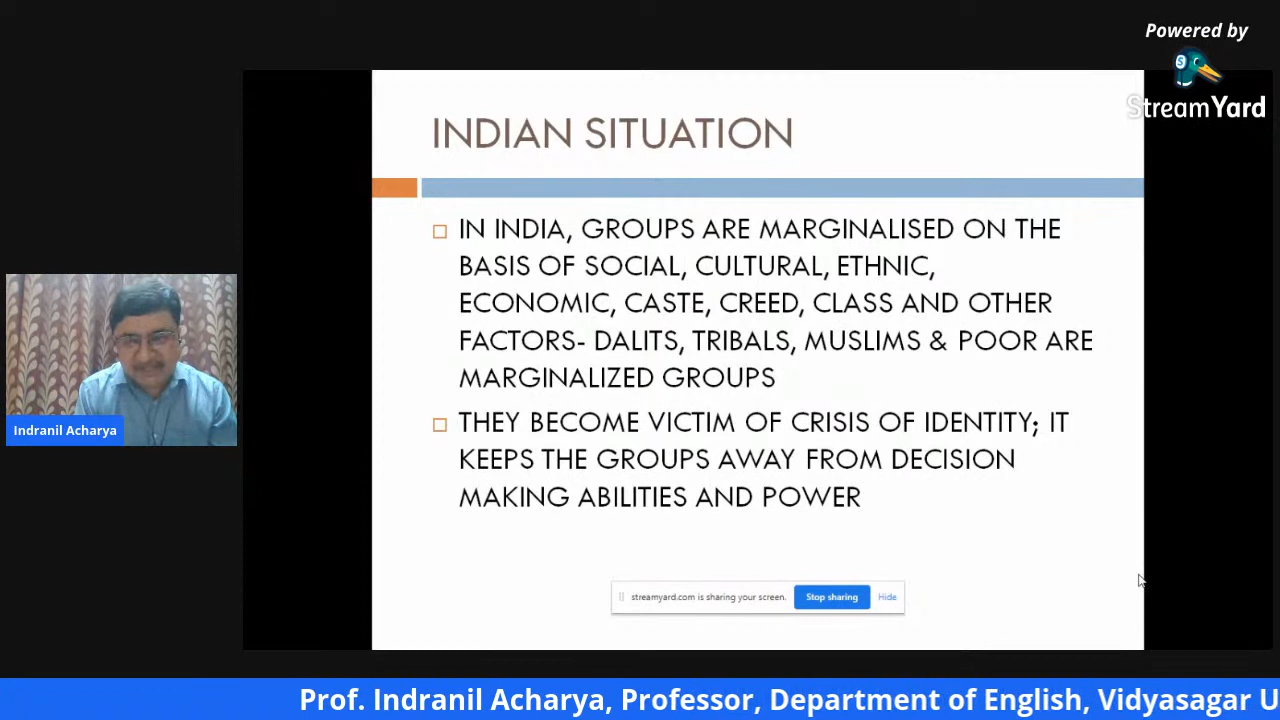 Powered by
StreamYard
INDIAN SITUATION
IN INDIA, GROUPS ARE MARGINALISED ON THE
BASIS OF SOCIAL, CULTURAL, ETHNIC,
ECONOMIC, CASTE, CREED, CLASS AND OTHER
FACTORS- DALITS, TRIBALS, MUSLIMS & POOR ARE
MARGINALIZED GROUPS
THEY BECOME VICTIM OF CRISIS OF IDENTITY; IT
KEEPS THE GROUPS AWAY FROM DECISION
MAKING ABILITIES AND POWER
Indranil Acharya
streamyard.com is sharing your screen. Stop sharing Hide
Prof. Indranil Acharya, Professor, Department of English, Vidyasagar U